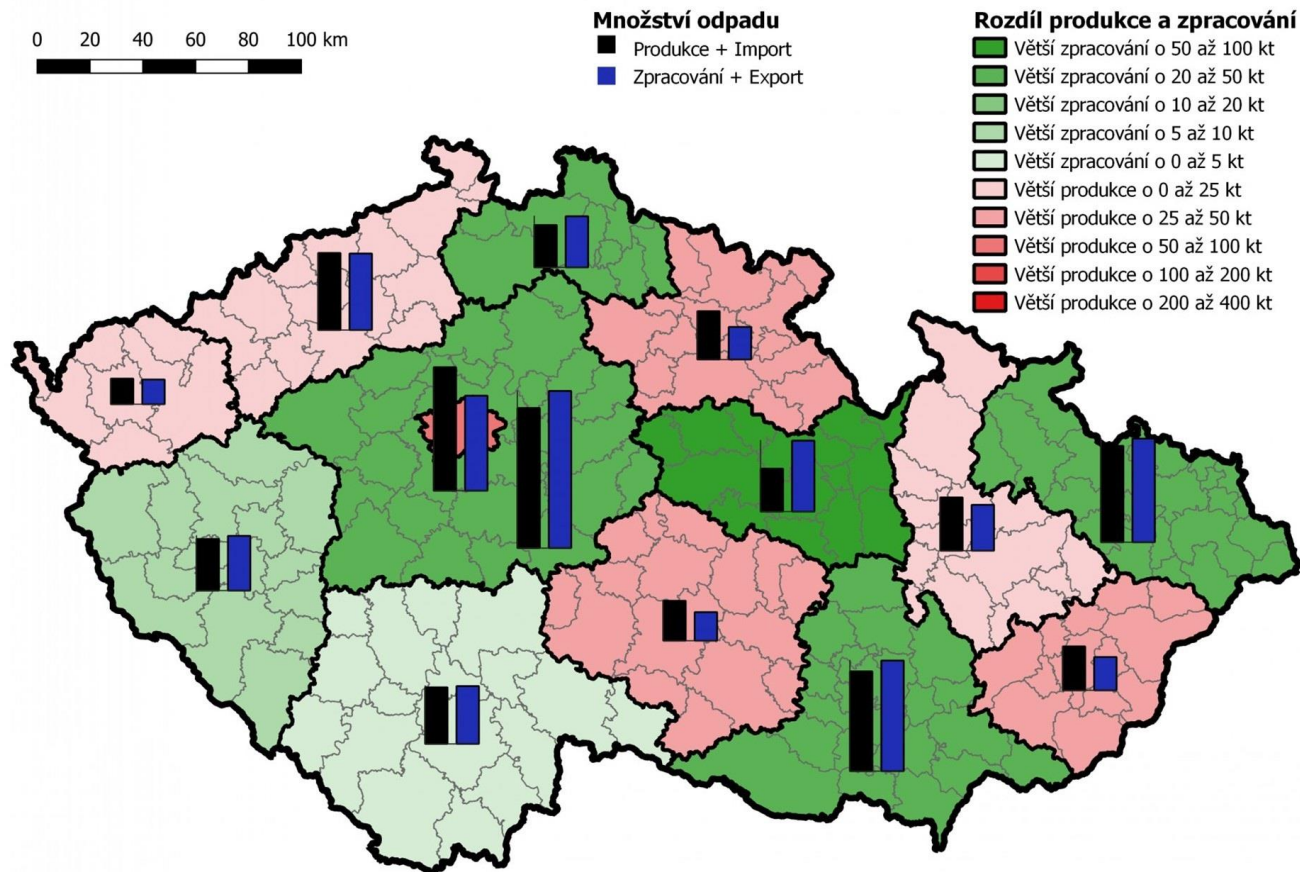 0 20 40 60 80 100 km
Množství odpadu
Produkce + Import
Zpracování + Export
Rozdíl produkce a zpracování
Větší zpracování o 50 až 100 kt
Větší zpracování o 20 až 50 kt
Větší zpracování o 10 až 20 kt
Větší zpracování o 5 až 10 kt
Větší zpracování o 0 až 5 kt
Větší produkce o 0 až 25 kt
Větší produkce o 25 až 50 kt
Větší produkce o 50 až 100 kt
Větší produkce o 100 až 200 kt
Větší produkce o 200 až 400 kt